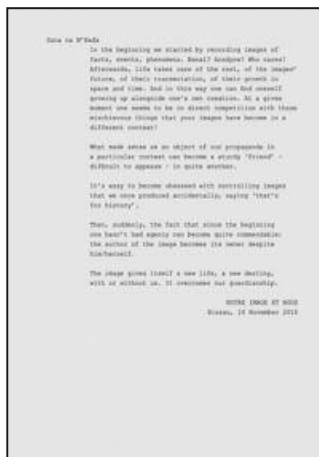 Sana na N'Hada
In the beginning we started by recording images of
facts, events, phenomena. Banal? Anodyne? Who cares!
Afterwards, life takes care of the rest, of the images'
future, of their transmutation, of their growth in
space and time. And in this way one can find oneself
growing up alongside one's own creation. At a given
moment one seems to be in direct competition with those
mischievous things that your images have become in a
different context!
What made sense as an object of our propaganda in
a particular context can become a sturdy 'friend' -
difficult to appease - in quite another.
It's easy to become obsessed with controlling images
that we once produced accidentally, saying 'that's
for history'.
Then, suddenly, the fact that since the beginning
one hasn't had agency can become quite commendable:
the author of the image becomes its owner despite
him/herself.
The image gives itself a new life, a new destiny,
with or without us. It overcomes our guardianship.
NOTRE IMAGE ET NOUS
Bissau, 16 November 2010